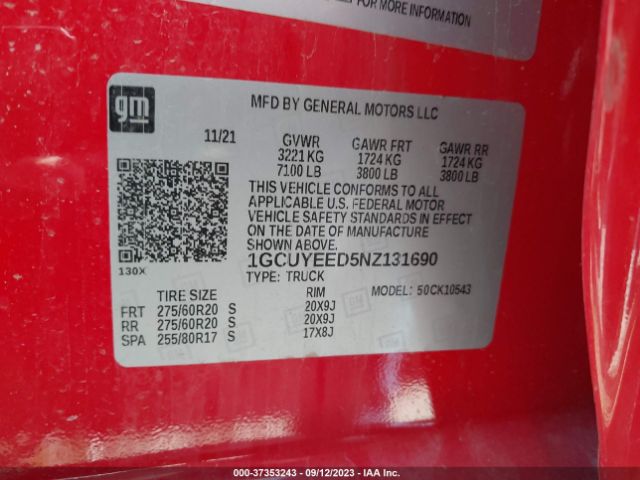 FOR MORE INFORMATION
gm
MFD BY GENERAL MOTORS LLC
11/21 GVWR GAWR FRT GAWR RR
3221 KG 1724 KG 1724 KG
7100 LB 3800 LB 3800 LB
THIS VEHICLE CONFORMS TO ALL
APPLICABLE U.S. FEDERAL MOTOR
VEHICLE SAFETY STANDARDS IN EFFECT
ON THE DATE OF MANUFACTURE
SHOWN ABOVE.
130X
1GCUYEED5NZ131690
TYPE: TRUCK MODEL: 50CK10543
TIRE SIZE RIM
FRT 275/60R20 S 20X9J
RR 275/60R20 S 20X9J
SPA 255/80R17 S 17X8J
ID - 37353243 - 09/12/2023 - IAA Inc.